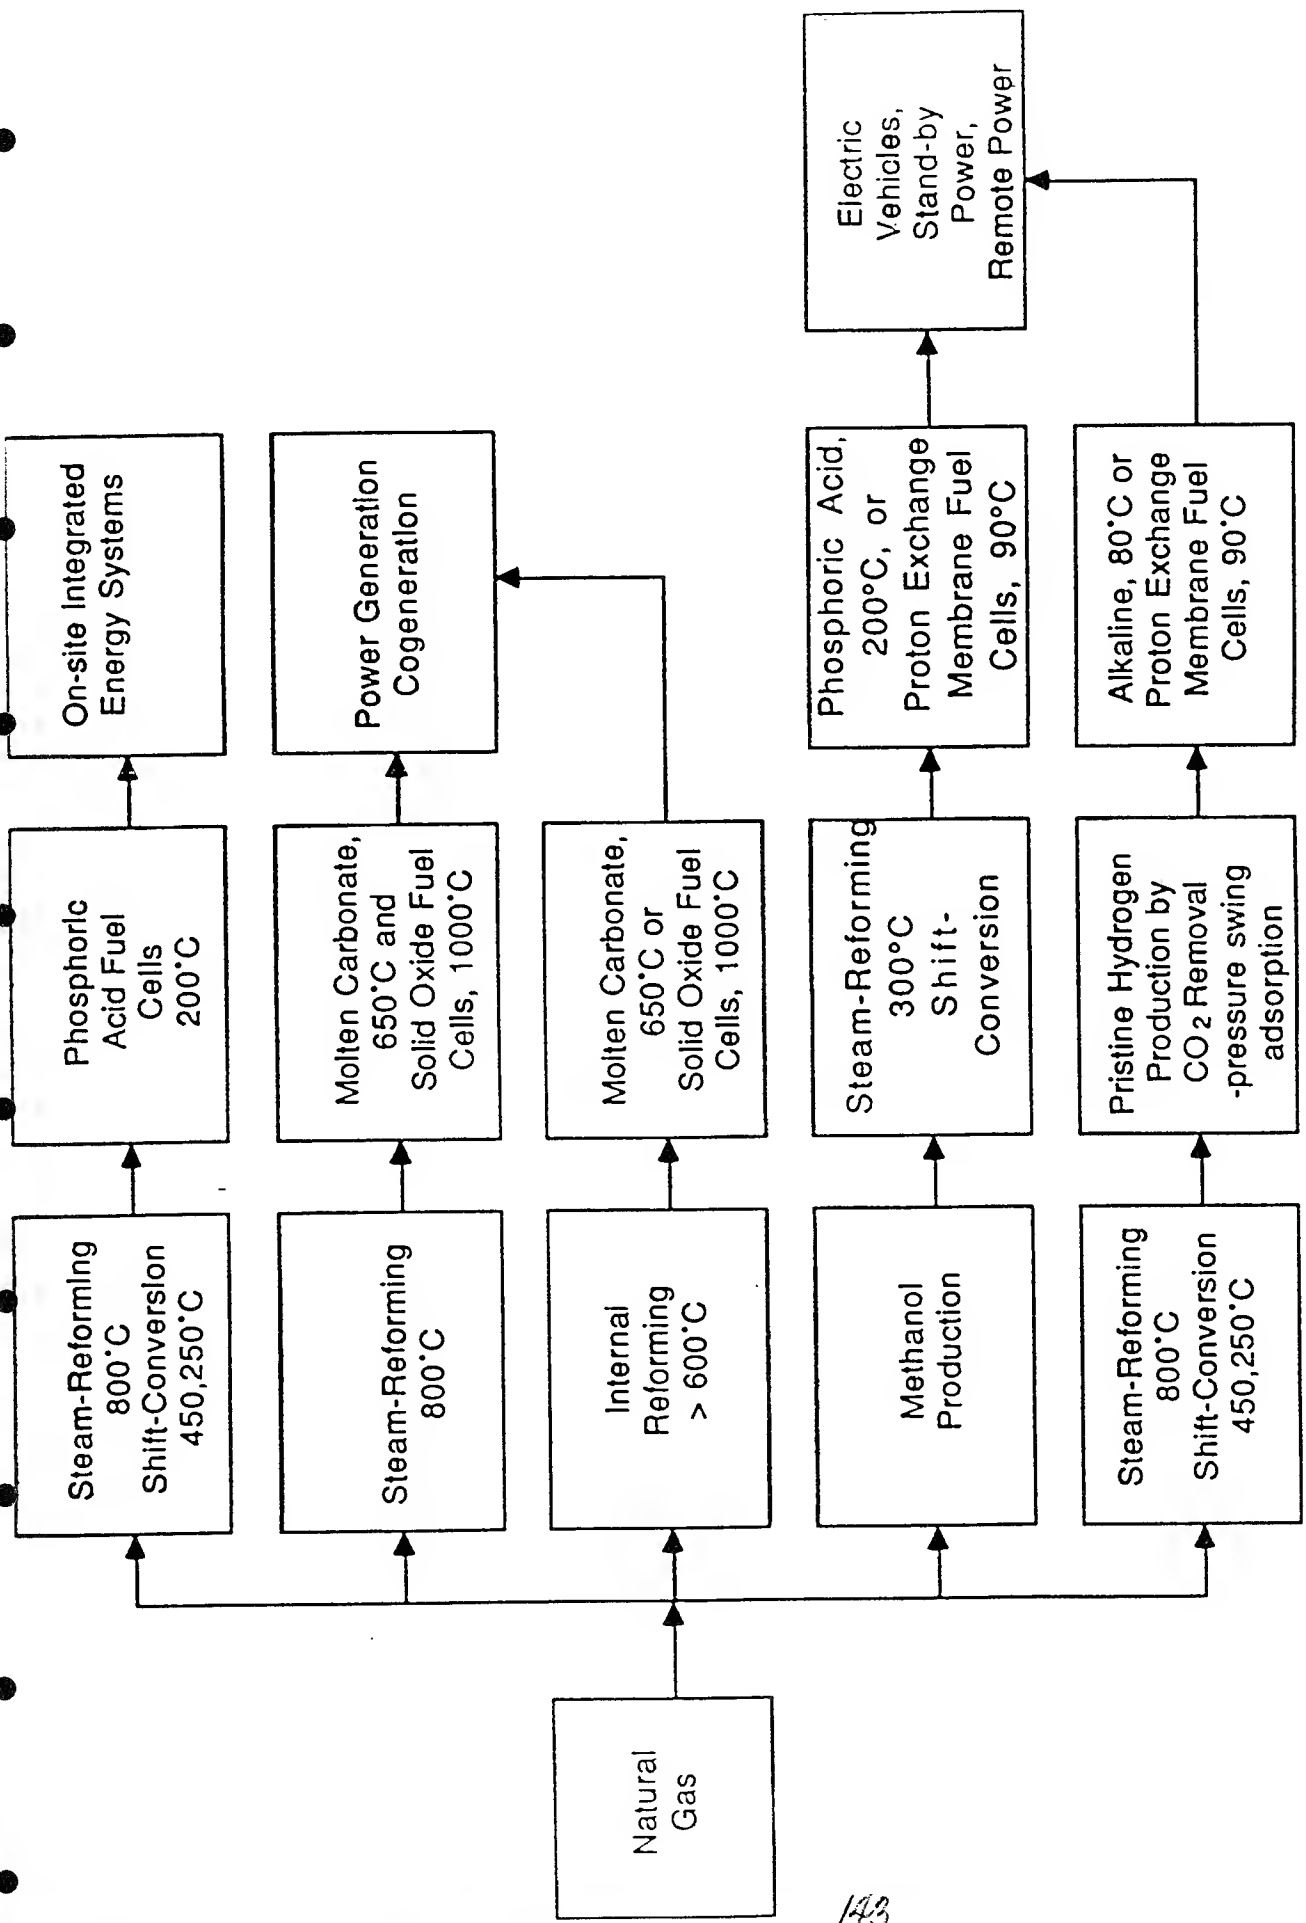 Natural
Gas
Steam-Reforming
800°C
Shift-Conversion
450,250°C
Phosphoric
Acid Fuel
Cells
200°C
On-site Integrated
Energy Systems
Steam-Reforming
800°C
Molten Carbonate,
650°C and
Solid Oxide Fuel
Cells, 1000°C
Power Generation
Cogeneration
Internal
Reforming
> 600°C
Molten Carbonate,
650°C or
Solid Oxide Fuel
Cells, 1000°C
Methanol
Production
Steam-Reforming
300°C
Shift-
Conversion
Phosphoric Acid,
200°C, or
Proton Exchange
Membrane Fuel
Cells, 90°C
Electric
Vehicles,
Stand-by
Power,
Remote Power
Steam-Reforming
800°C
Shift-Conversion
450,250°C
Pristine Hydrogen
Production by
CO₂ Removal
-pressure swing
adsorption
Alkaline, 80°C or
Proton Exchange
Membrane Fuel
Cells, 90°C
143